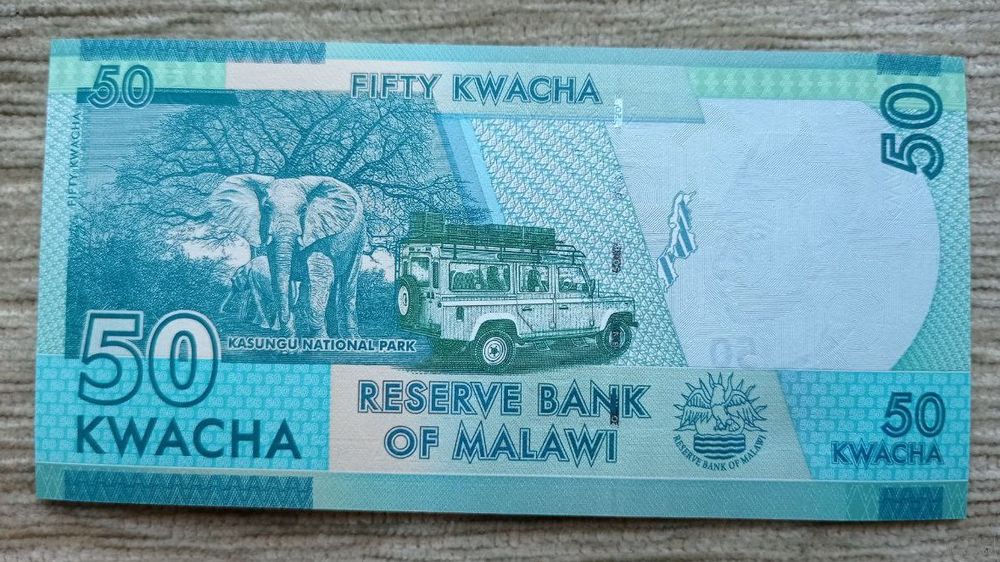 50
FIFTY KWACHA
50
FIFTY KWACHA
KASUNGU NATIONAL PARK
50
KWACHA
RESERVE BANK
OF MALAWI
RESERVE BANK OF MALAWI
50
KWACHA